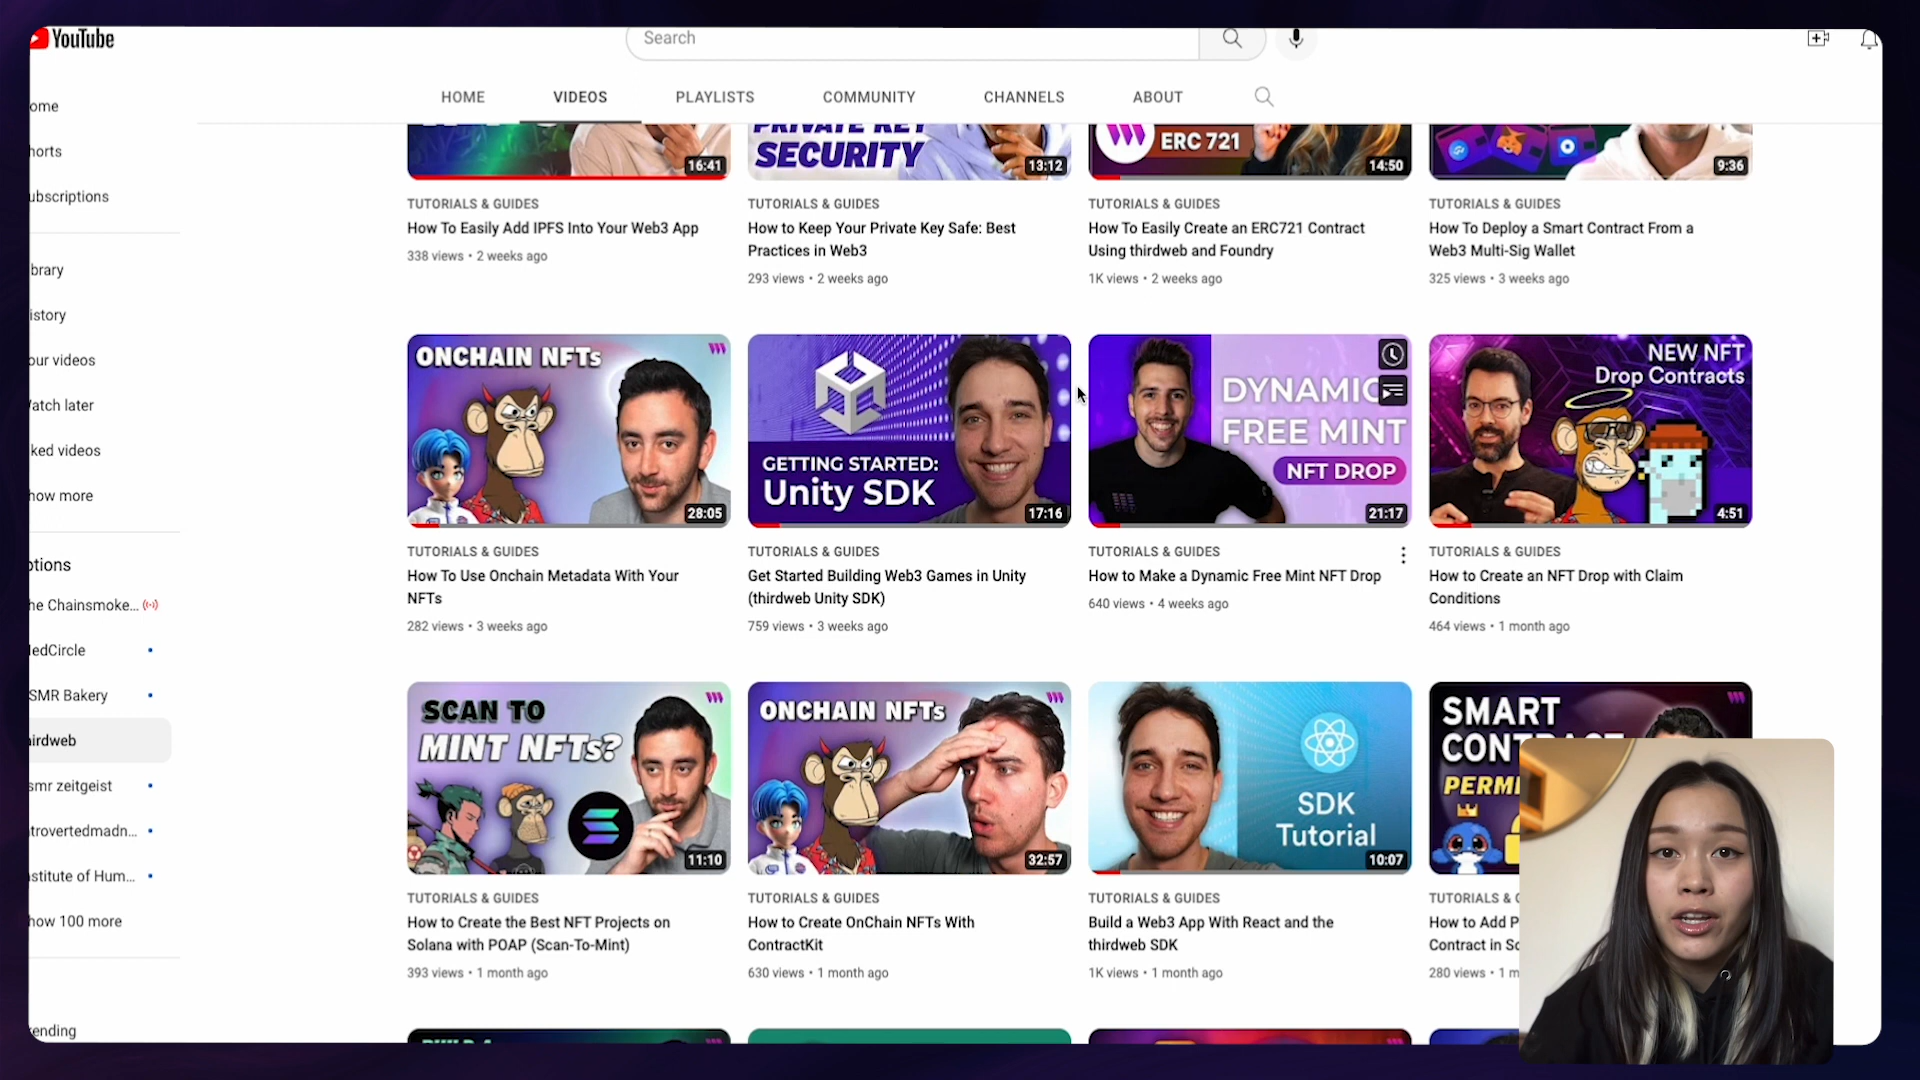 YouTube
Search
HOME
VIDEOS
PLAYLISTS
COMMUNITY
CHANNELS
ABOUT
ome
horts
ubscriptions
brary
istory
our videos
atch later
ked videos
how more
ptions
he Chainsmoke...
edCircle
SMR Bakery
airdweb
smr zeitgeist
trovertedmadn...
stitute of Hum...
how 100 more
rending
16:41
TUTORIALS & GUIDES
How To Easily Add IPFS Into Your Web3 App
338 views • 2 weeks ago
PRIVATE KEY
SECURITY
13:12
TUTORIALS & GUIDES
How to Keep Your Private Key Safe: Best
Practices in Web3
293 views • 2 weeks ago
ERC 721
14:50
TUTORIALS & GUIDES
How To Easily Create an ERC721 Contract
Using thirdweb and Foundry
1K views • 2 weeks ago
9:36
TUTORIALS & GUIDES
How To Deploy a Smart Contract From a
Web3 Multi-Sig Wallet
325 views • 3 weeks ago
ONCHAIN NFTs
28:05
TUTORIALS & GUIDES
How To Use Onchain Metadata With Your
NFTs
282 views • 3 weeks ago
GETTING STARTED:
Unity SDK
17:16
TUTORIALS & GUIDES
Get Started Building Web3 Games in Unity
(thirdweb Unity SDK)
759 views • 3 weeks ago
DYNAMIC
FREE MINT
NFT DROP
21:17
TUTORIALS & GUIDES
How to Make a Dynamic Free Mint NFT Drop
640 views • 4 weeks ago
NEW NFT
Drop Contracts
4:51
TUTORIALS & GUIDES
How to Create an NFT Drop with Claim
Conditions
464 views • 1 month ago
SCAN TO
MINT NFTs?
11:10
TUTORIALS & GUIDES
How to Create the Best NFT Projects on
Solana with POAP (Scan-To-Mint)
393 views • 1 month ago
ONCHAIN NFTs
32:57
TUTORIALS & GUIDES
How to Create OnChain NFTs With
ContractKit
630 views • 1 month ago
SDK
Tutorial
10:07
TUTORIALS & GUIDES
Build a Web3 App With React and the
thirdweb SDK
1K views • 1 month ago
SMART
CONTRACT
PERMI
TUTORIALS & G
How to Add P
Contract in So
280 views • 1 m